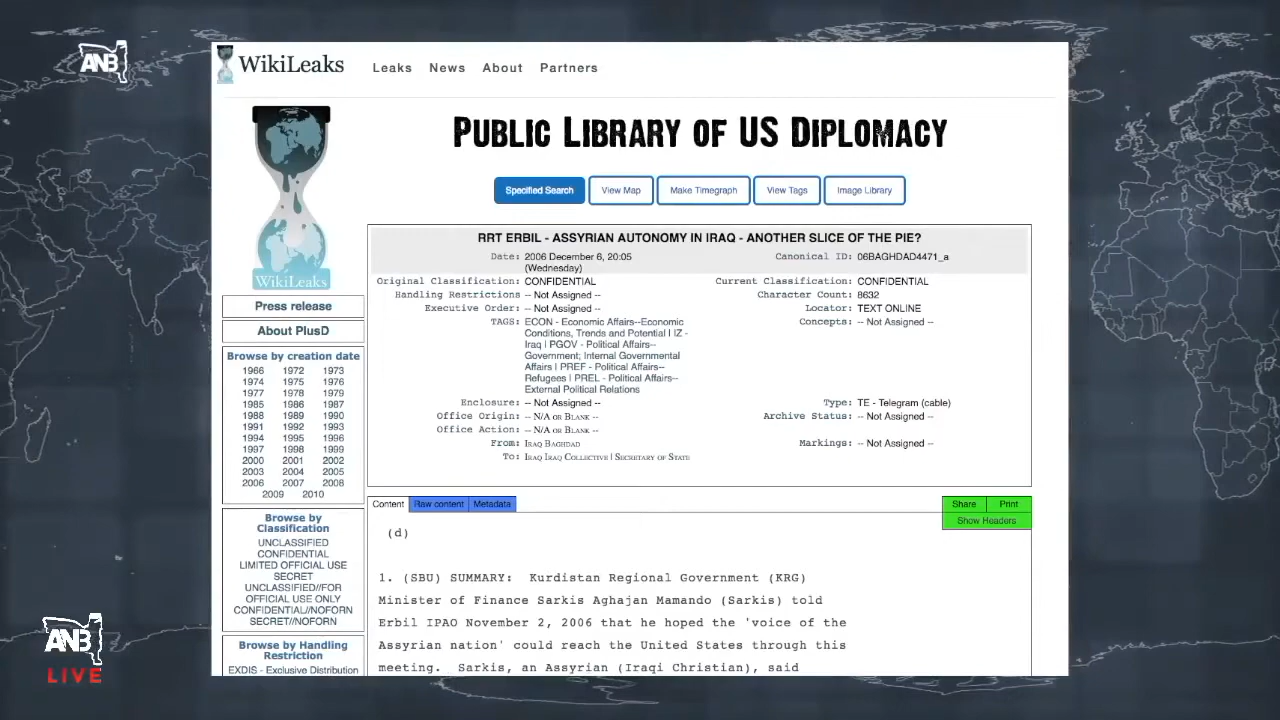 ANB
WikiLeaks
Leaks News About Partners
WikiLeaks
PUBLIC LIBRARY OF US DIPLOMACY
Specified Search View Map Make Timegraph View Tags Image Library
RRT ERBIL - ASSYRIAN AUTONOMY IN IRAQ - ANOTHER SLICE OF THE PIE?
Date: 2006 December 6, 20:05
(Wednesday)
Canonical ID: 06BAGHDAD4471_a
Original Classification: CONFIDENTIAL
Current Classification: CONFIDENTIAL
Handling Restrictions -- Not Assigned --
Character Count: 8632
Executive Order: -- Not Assigned --
Locator: TEXT ONLINE
TAGS: ECON - Economic Affairs--Economic
Conditions, Trends and Potential | IZ -
Iraq | PGOV - Political Affairs--
Government; Internal Governmental
Affairs | PREF - Political Affairs--
Refugees | PREL - Political Affairs--
External Political Relations
Concepts: -- Not Assigned --
Enclosure: -- Not Assigned --
Type: TE - Telegram (cable)
Office Origin: -- N/A OR BLANK --
Archive Status: -- Not Assigned --
Office Action: -- N/A OR BLANK --
From: IRAQ BAGHDAD
Markings: -- Not Assigned --
To: IRAQ IRAQ COLLECTIVE | SECRETARY OF STATE
Press release
About PlusD
Browse by creation date
1966 1972 1973
1974 1975 1976
1977 1978 1979
1985 1986 1987
1988 1989 1990
1991 1992 1993
1994 1995 1996
1997 1998 1999
2000 2001 2002
2003 2004 2005
2006 2007 2008
2009 2010
Browse by
Classification
UNCLASSIFIED
CONFIDENTIAL
LIMITED OFFICIAL USE
SECRET
UNCLASSIFIED//FOR
OFFICIAL USE ONLY
CONFIDENTIAL//NOFORN
SECRET//NOFORN
Browse by Handling
Restriction
EXDIS - Exclusive Distribution
Content Raw content Metadata
Share Print
Show Headers
(d)
1. (SBU) SUMMARY: Kurdistan Regional Government (KRG)
Minister of Finance Sarkis Aghajan Mamando (Sarkis) told
Erbil IPAO November 2, 2006 that he hoped the 'voice of the
Assyrian nation' could reach the United States through this
meeting. Sarkis, an Assyrian (Iraqi Christian), said
ANB
LIVE